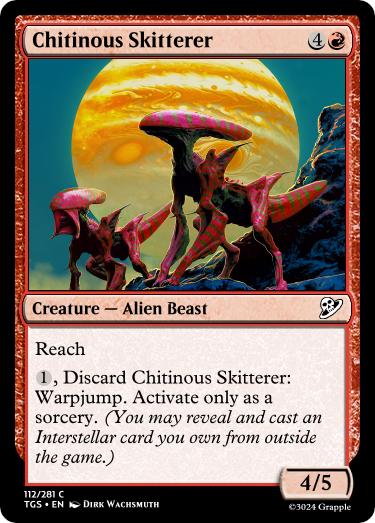 Chitinous Skitterer 4
Creature — Alien Beast
Reach
1, Discard Chitinous Skitterer:
Warpjump. Activate only as a
sorcery. (You may reveal and cast an
Interstellar card you own from outside
the game.)
4/5
112/281 C
TGS • EN Dirk Wachsmuth
©3024 Grapple